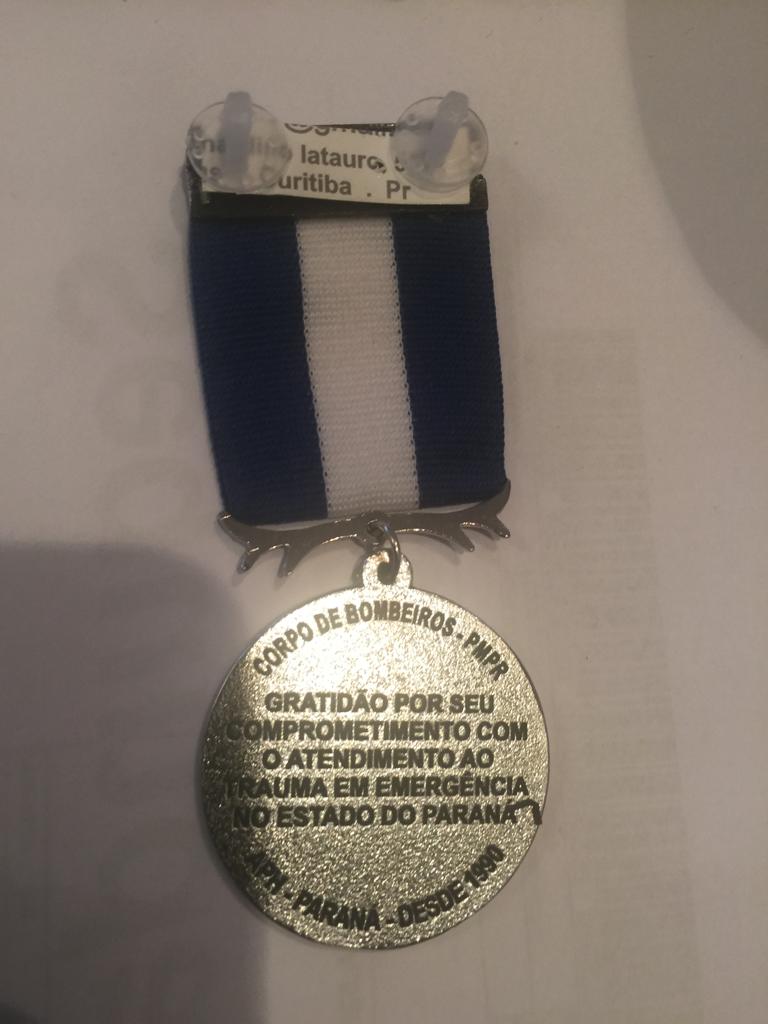 latauro,
Curitiba . Pr
CORPO DE BOMBEIROS - PMPR
GRATIDÃO POR SEU
COMPROMETIMENTO COM
O ATENDIMENTO AO
TRAUMA EM EMERGÊNCIA
NO ESTADO DO PARANÁ
APH - PARANÁ - DESDE 1990